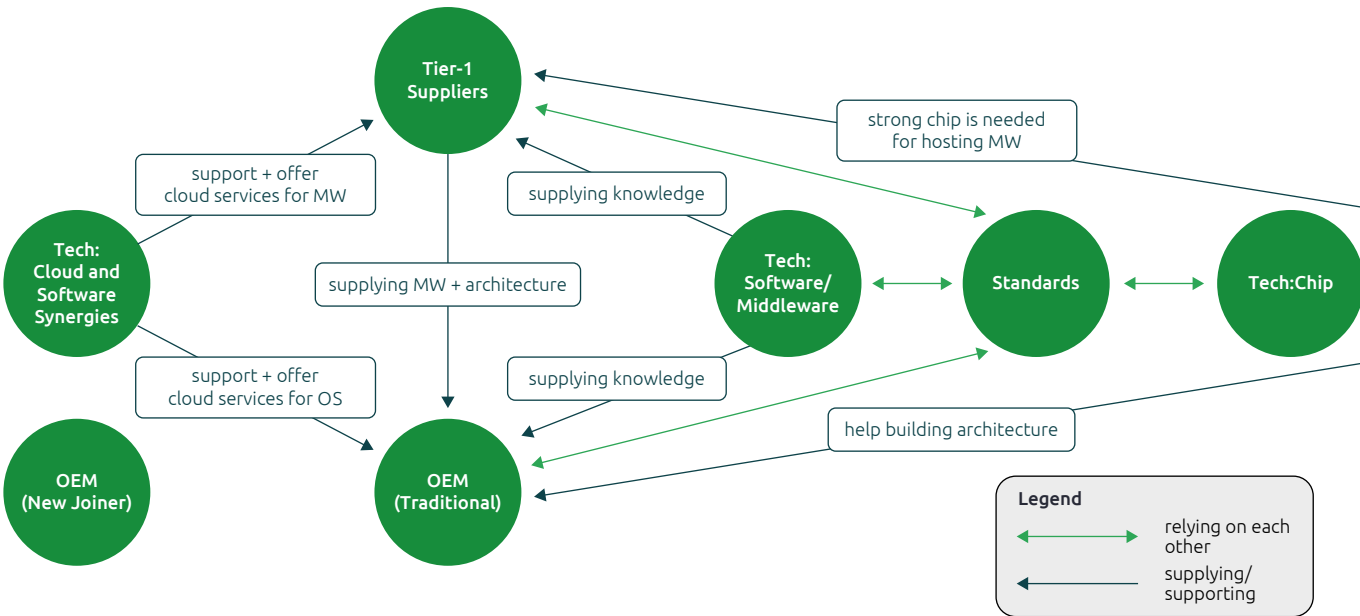 Tier-1
Suppliers
strong chip is needed
for hosting MW
support + offer
cloud services for MW
supplying knowledge
Tech:
Cloud and
Software
Synergies
supplying MW + architecture
Tech:
Software/
Middleware
Standards
Tech:Chip
support + offer
cloud services for OS
supplying knowledge
help building architecture
OEM
(New Joiner)
OEM
(Traditional)
Legend
relying on each
other
supplying/
supporting